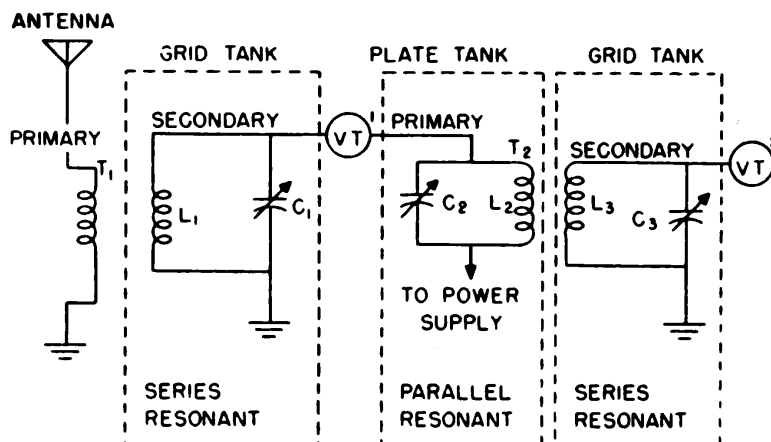 ANTENNA
GRID TANK
PLATE TANK
GRID TANK
PRIMARY
T1
SECONDARY
L1
C1
VT
1
PRIMARY
T2
C2
L2
TO POWER
SUPPLY
SECONDARY
L3
C3
VT
SERIES
RESONANT
PARALLEL
RESONANT
SERIES
RESONANT